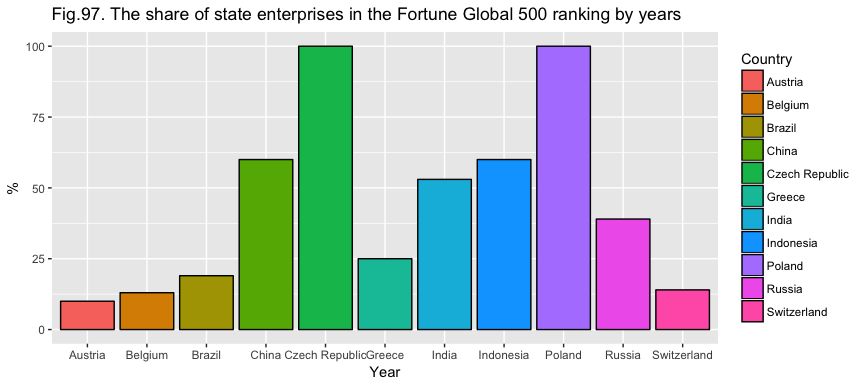 Fig.97. The share of state enterprises in the Fortune Global 500 ranking by years
100
75
50
25
0
%
Austria Belgium Brazil China Czech Republic Greece India Indonesia Poland Russia Switzerland
Year
Country
Austria
Belgium
Brazil
China
Czech Republic
Greece
India
Indonesia
Poland
Russia
Switzerland